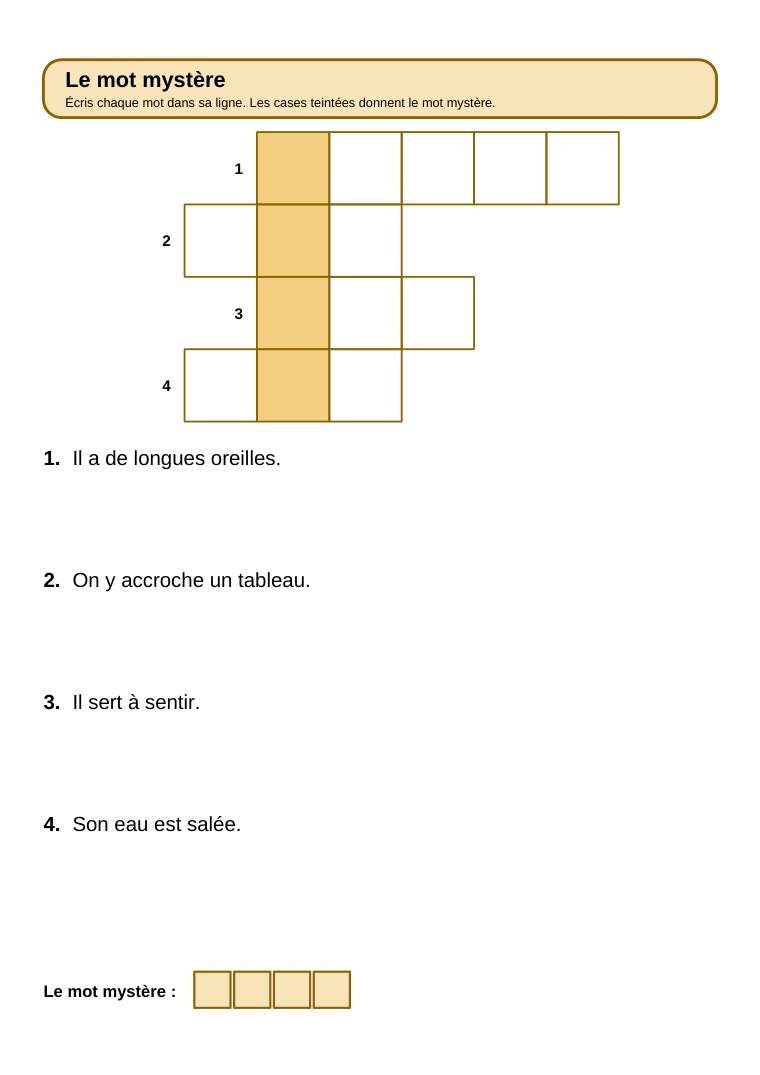 Le mot mystère
Écris chaque mot dans sa ligne. Les cases teintées donnent le mot mystère.
1
2
3
4
1. Il a de longues oreilles.
2. On y accroche un tableau.
3. Il sert à sentir.
4. Son eau est salée.
Le mot mystère :